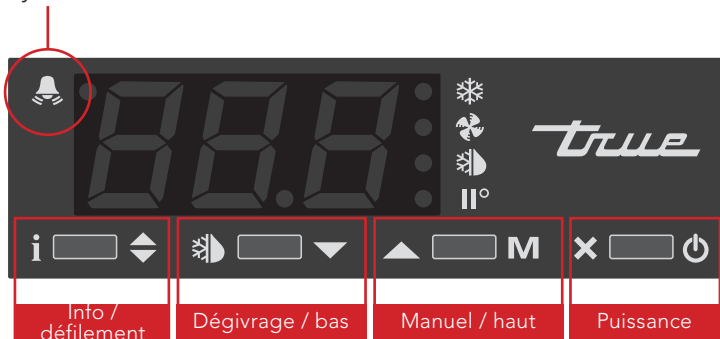 true
i
M
Info /
défilement
Dégivrage / bas
Manuel / haut
Puissance